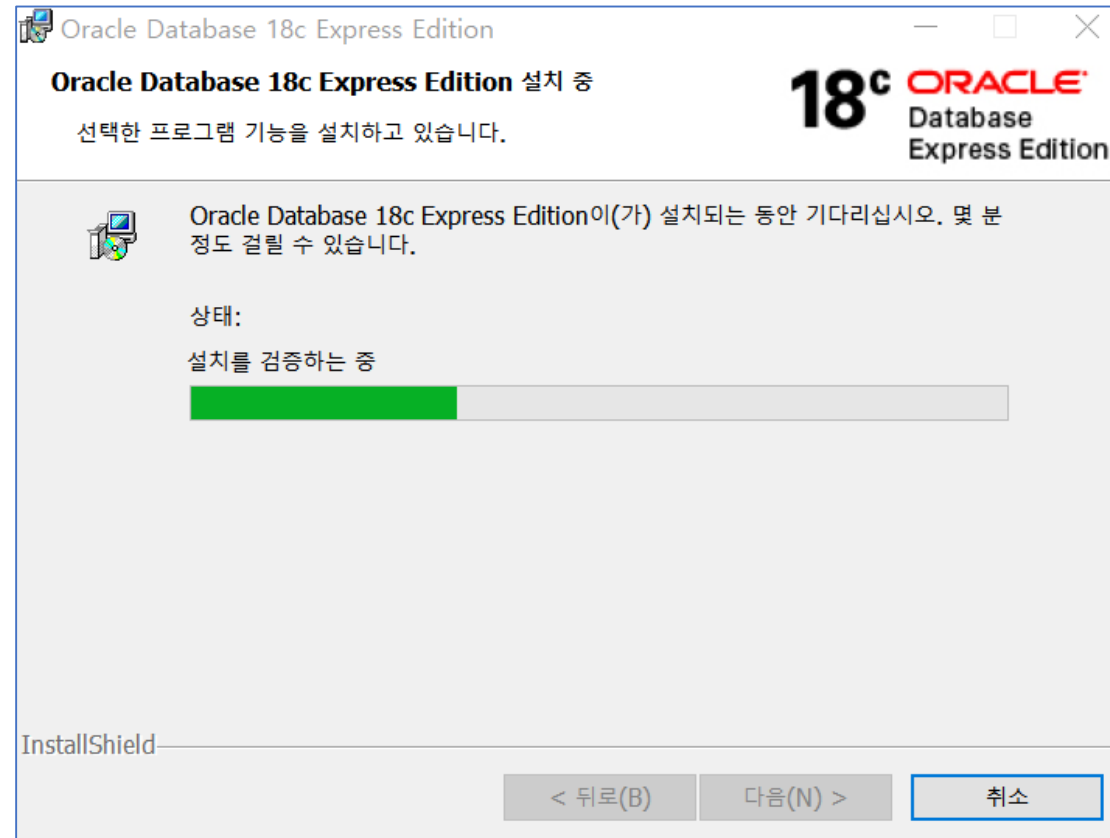 Oracle Database 18c Express Edition
Oracle Database 18c Express Edition 설치 중
선택한 프로그램 기능을 설치하고 있습니다.
18c ORACLE
Database
Express Edition
Oracle Database 18c Express Edition이(가) 설치되는 동안 기다리십시오. 몇 분
정도 걸릴 수 있습니다.
상태:
설치를 검증하는 중
InstallShield
< 뒤로(B)
다음(N) >
취소